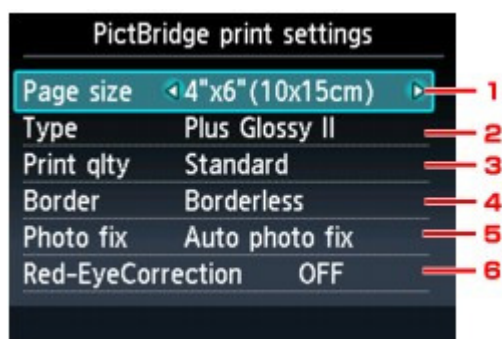 PictBridge print settings
Page size 4"x6"(10x15cm) 1
Type Plus Glossy II 2
Print qlty Standard 3
Border Borderless 4
Photo fix Auto photo fix 5
Red-EyeCorrection OFF 6